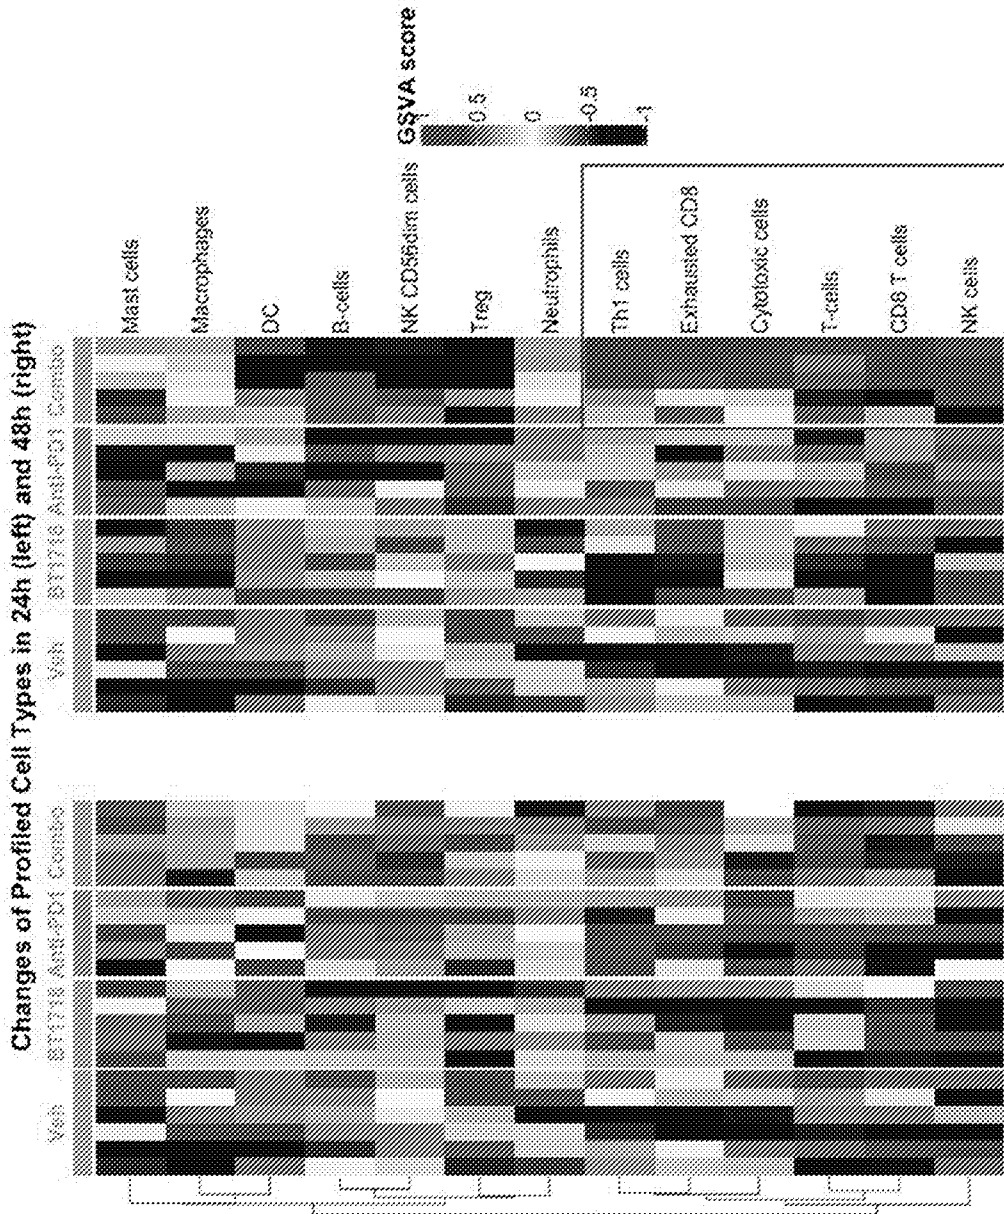 Changes of Profiled Cell Types in 24h (left) and 48h (right)
Veh
BT1718
Anti-PD1
Combo
Veh
BT1718
Anti-PD1
Combo
Mast cells
Macrophages
DC
B-cells
NK CD56dim cells
Treg
Neutrophils
Th1 cells
Exhausted CD8
Cytotoxic cells
T-cells
CD8 T cells
NK cells
GSVA score
1
0.5
0
-0.5
-1